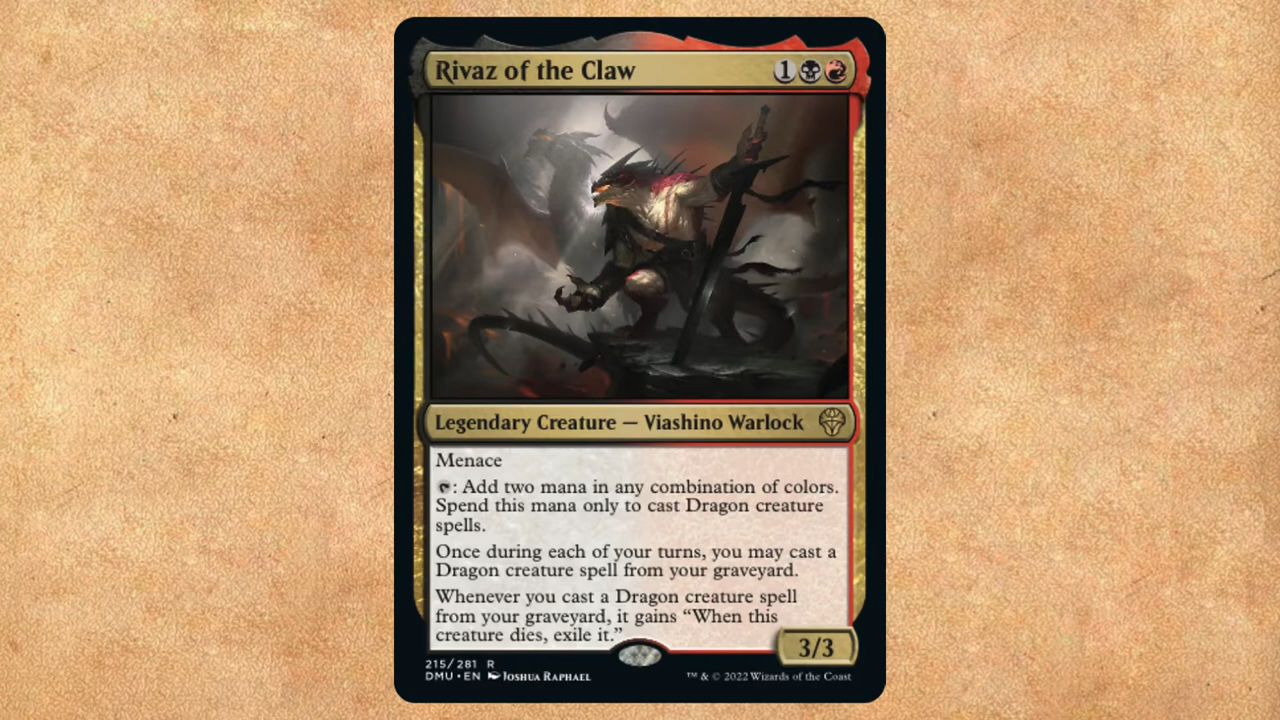 Rivaz of the Claw 1
Legendary Creature — Viashino Warlock
Menace
: Add two mana in any combination of colors.
Spend this mana only to cast Dragon creature
spells.
Once during each of your turns, you may cast a
Dragon creature spell from your graveyard.
Whenever you cast a Dragon creature spell
from your graveyard, it gains “When this
creature dies, exile it.”
3/3
215/281 R
DMU • EN Joshua Raphael
™ & © 2022 Wizards of the Coast